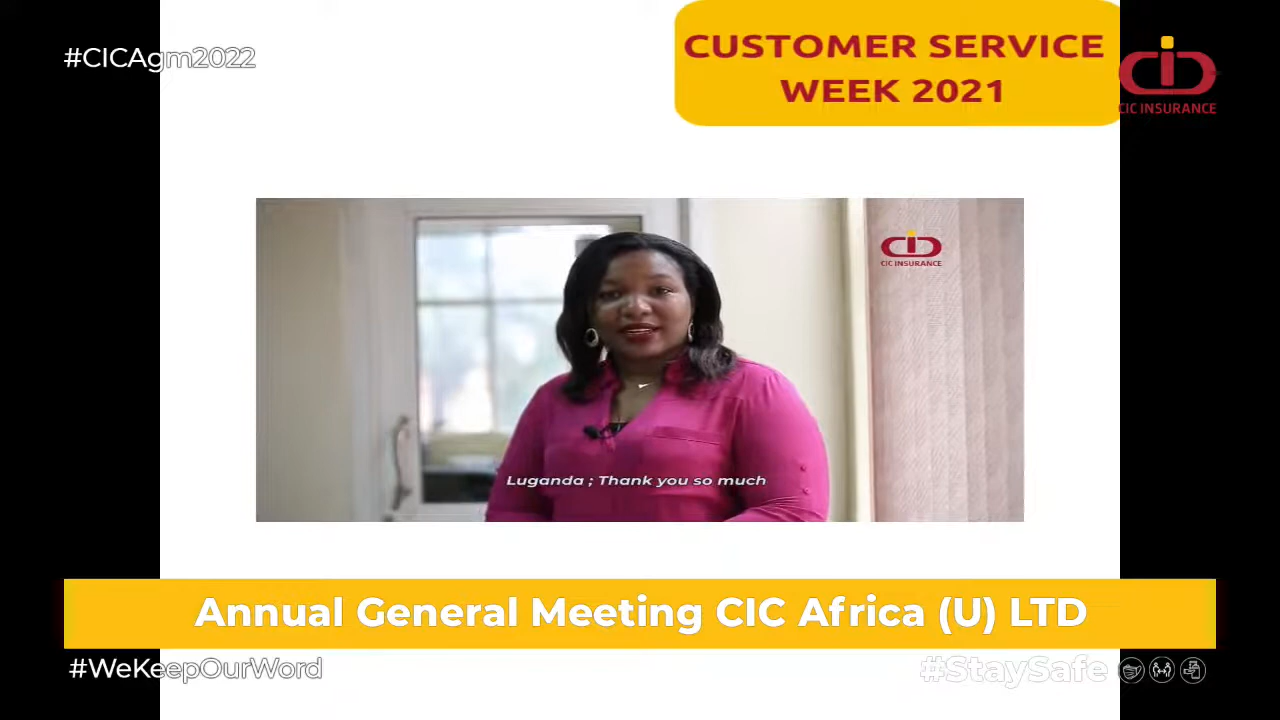 #CICAgm2022
CUSTOMER SERVICE
WEEK 2021
CIC INSURANCE
CIC INSURANCE
Luganda ; Thank you so much
Annual General Meeting CIC Africa (U) LTD
#WeKeepOurWord
#StaySafe